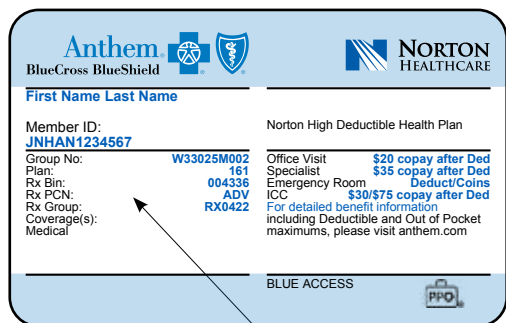 Anthem
BlueCross BlueShield
NORTON
HEALTHCARE
First Name Last Name
Member ID:
JNHAN1234567
Norton High Deductible Health Plan
Group No: W33025M002
Plan: 161
Rx Bin: 004336
Rx PCN: ADV
Rx Group: RX0422
Coverage(s):
Medical
Office Visit $20 copay after Ded
Specialist $35 copay after Ded
Emergency Room Deduct/Coins
ICC $30/$75 copay after Ded
For detailed benefit information
including Deductible and Out of Pocket
maximums, please visit anthem.com
BLUE ACCESS
PPO